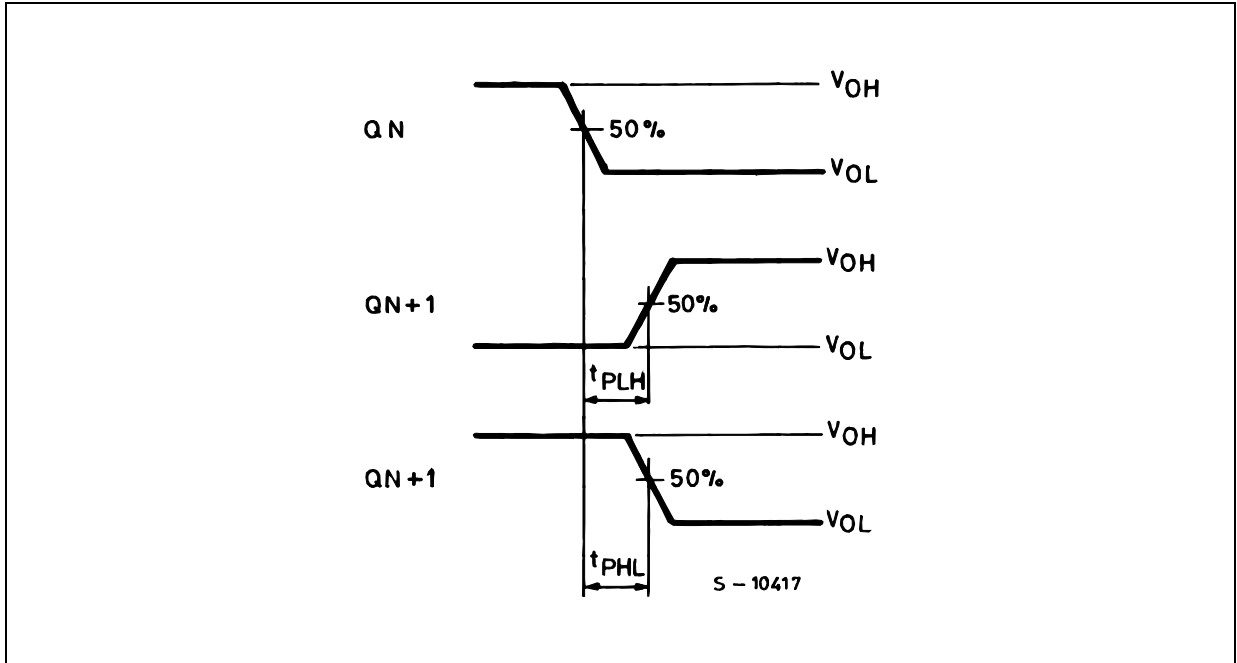 VOH
QN
50%
VOL
VOH
QN+1
50%
VOL
tPLH
VOH
QN+1
50%
VOL
tPHL
S-10417